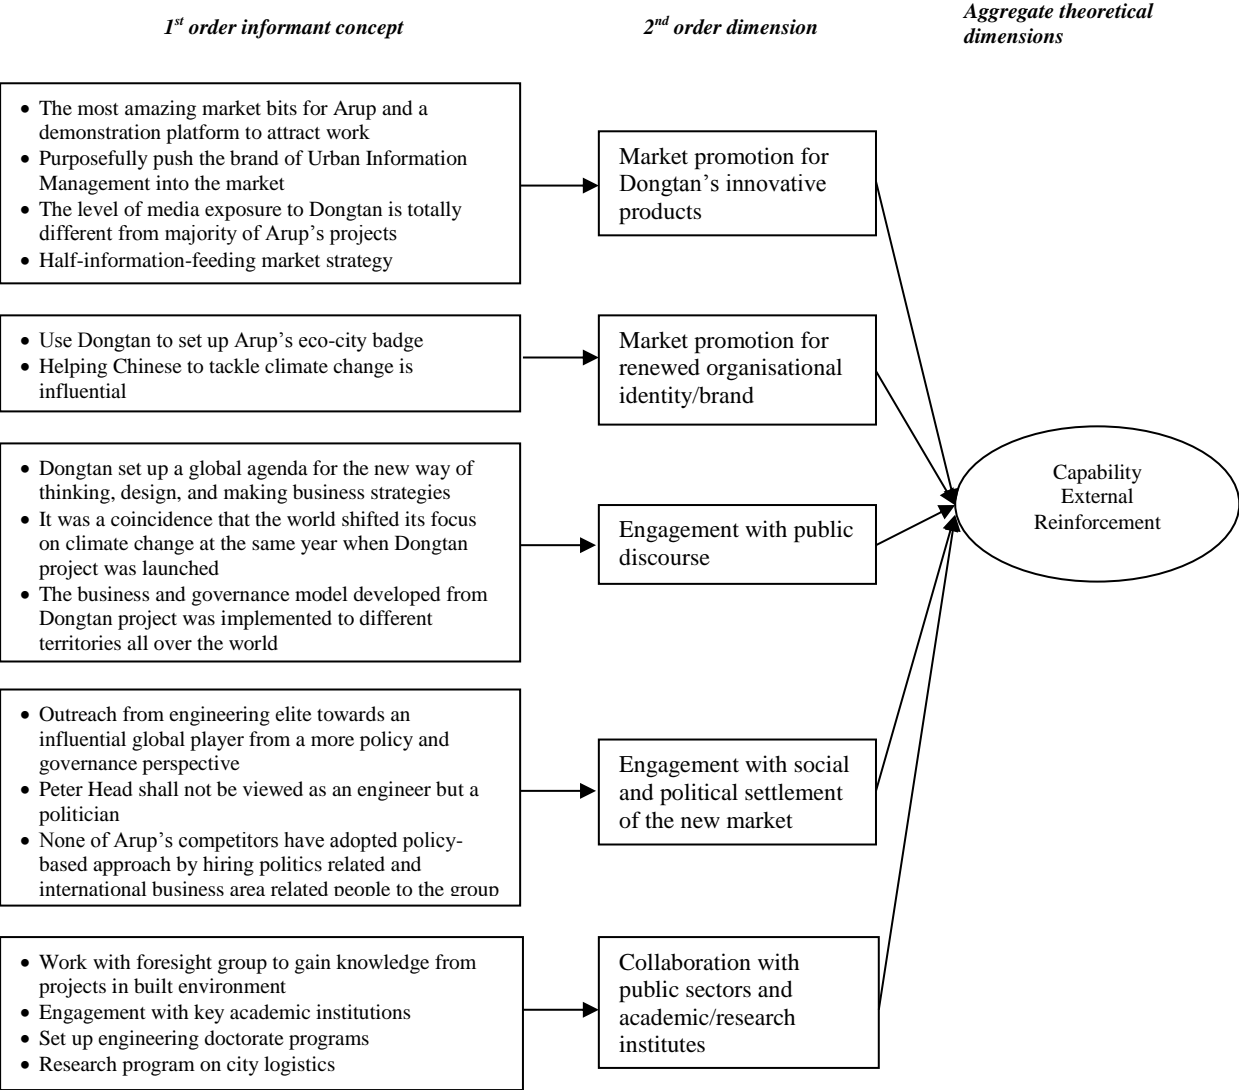 1st order informant concept
2nd order dimension
Aggregate theoretical
dimensions
• The most amazing market bits for Arup and a
demonstration platform to attract work
• Purposefully push the brand of Urban Information
Management into the market
• The level of media exposure to Dongtan is totally
different from majority of Arup's projects
• Half-information-feeding market strategy
Market promotion for
Dongtan's innovative
products
• Use Dongtan to set up Arup's eco-city badge
• Helping Chinese to tackle climate change is
influential
Market promotion for
renewed organisational
identity/brand
• Dongtan set up a global agenda for the new way of
thinking, design, and making business strategies
• It was a coincidence that the world shifted its focus
on climate change at the same year when Dongtan
project was launched
• The business and governance model developed from
Dongtan project was implemented to different
territories all over the world
Engagement with public
discourse
Capability
External
Reinforcement
• Outreach from engineering elite towards an
influential global player from a more policy and
governance perspective
• Peter Head shall not be viewed as an engineer but a
politician
• None of Arup's competitors have adopted policy-
based approach by hiring politics related and
international business area related people to the group
Engagement with social
and political settlement
of the new market
• Work with foresight group to gain knowledge from
projects in built environment
• Engagement with key academic institutions
• Set up engineering doctorate programs
• Research program on city logistics
Collaboration with
public sectors and
academic/research
institutes